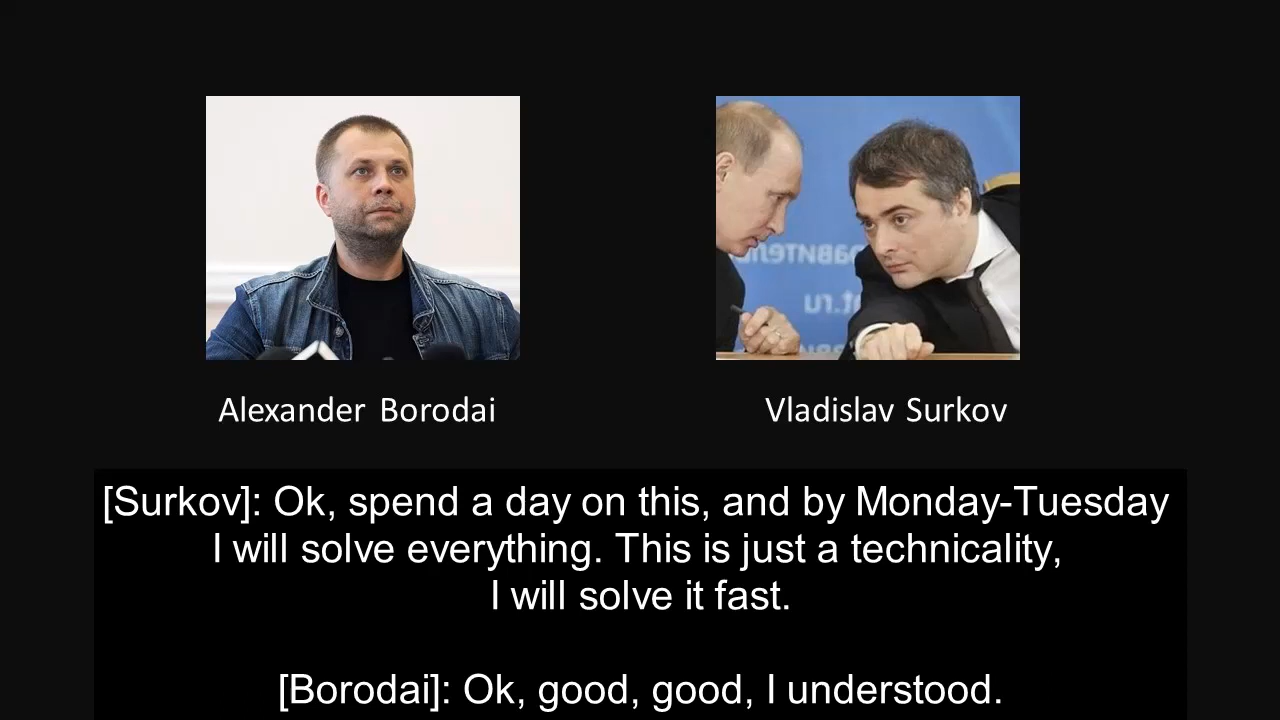 Alexander Borodai
Vladislav Surkov
[Surkov]: Ok, spend a day on this, and by Monday-Tuesday
I will solve everything. This is just a technicality,
I will solve it fast.
[Borodai]: Ok, good, good, I understood.